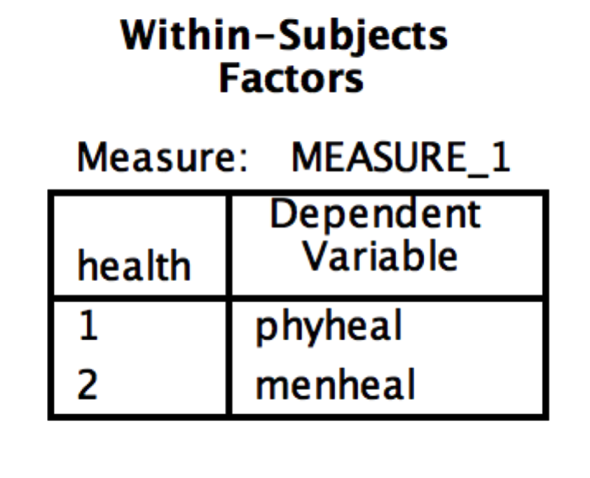 Within-Subjects
Factors
Measure: MEASURE_1
health Dependent
Variable
1 phyheal
2 menheal